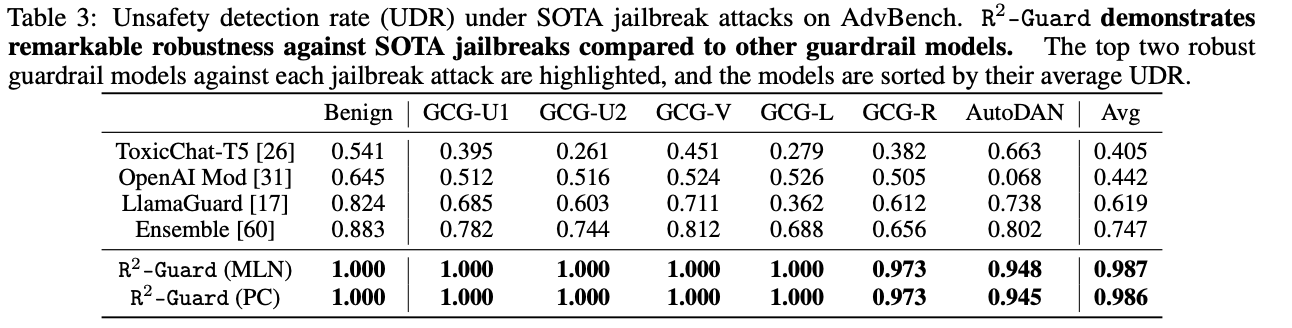 Table 3: Unsafety detection rate (UDR) under SOTA jailbreak attacks on AdvBench. R²-Guard demonstrates
remarkable robustness against SOTA jailbreaks compared to other guardrail models. The top two robust
guardrail models against each jailbreak attack are highlighted, and the models are sorted by their average UDR.
Benign GCG-U1 GCG-U2 GCG-V GCG-L GCG-R AutoDAN Avg
ToxicChat-T5 [26] 0.541 0.395 0.261 0.451 0.279 0.382 0.663 0.405
OpenAI Mod [31] 0.645 0.512 0.516 0.524 0.526 0.505 0.068 0.442
LlamaGuard [17] 0.824 0.685 0.603 0.711 0.362 0.612 0.738 0.619
Ensemble [60] 0.883 0.782 0.744 0.812 0.688 0.656 0.802 0.747
R²-Guard (MLN) 1.000 1.000 1.000 1.000 1.000 0.973 0.948 0.987
R²-Guard (PC) 1.000 1.000 1.000 1.000 1.000 0.973 0.945 0.986